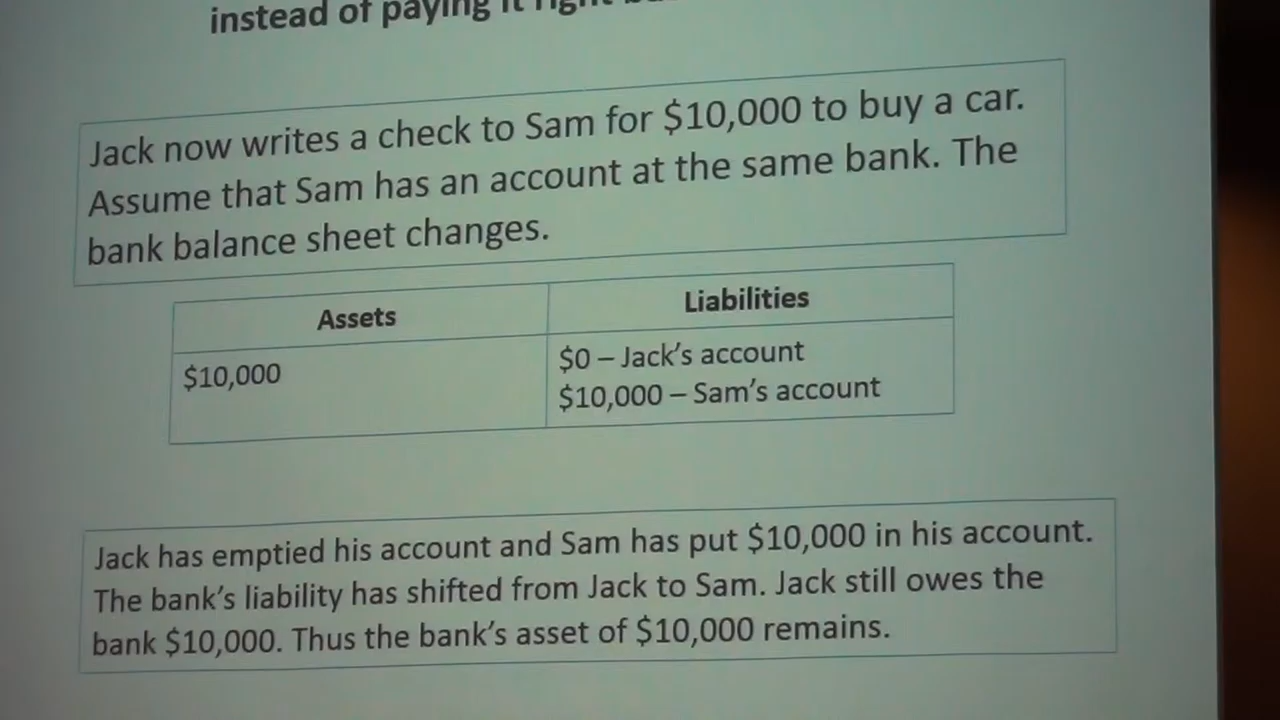 instead of paying it
Jack now writes a check to Sam for $10,000 to buy a car.
Assume that Sam has an account at the same bank. The
bank balance sheet changes.
Assets
Liabilities
$10,000
$0 – Jack's account
$10,000 – Sam's account
Jack has emptied his account and Sam has put $10,000 in his account.
The bank's liability has shifted from Jack to Sam. Jack still owes the
bank $10,000. Thus the bank's asset of $10,000 remains.